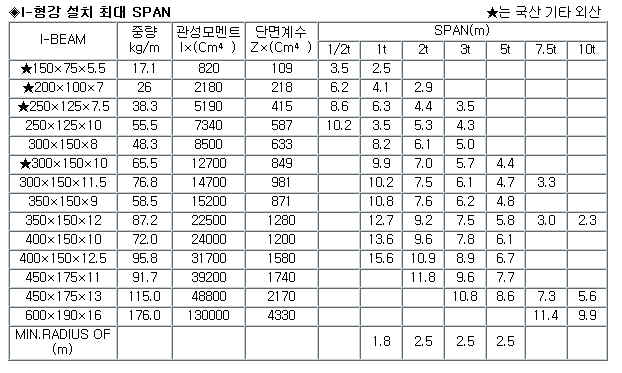 ◈I-형강 설치 최대 SPAN ★는 국산 기타 외산
I-BEAM 중량 kg/m 관성모멘트 I×(Cm⁴ ) 단면계수 Z×(Cm⁴ ) SPAN(m)
1/2t 1t 2t 3t 5t 7.5t 10t
★150×75×5.5 17.1 820 109 3.5 2.5
★200×100×7 26 2180 218 6.2 4.1 2.9
★250×125×7.5 38.3 5190 415 8.6 6.3 4.4 3.5
250×125×10 55.5 7340 587 10.2 3.5 5.3 4.3
300×150×8 48.3 8500 633 8.2 6.1 5.0
★300×150×10 65.5 12700 849 9.9 7.0 5.7 4.4
300×150×11.5 76.8 14700 981 10.2 7.5 6.1 4.7 3.3
350×150×9 58.5 15200 871 10.8 7.6 6.2 4.8
350×150×12 87.2 22500 1280 12.7 9.2 7.5 5.8 3.0 2.3
400×150×10 72.0 24000 1200 13.6 9.6 7.8 6.1
400×150×12.5 95.8 31700 1580 15.6 10.9 8.9 6.7
450×175×11 91.7 39200 1740 11.8 9.6 7.7
450×175×13 115.0 48800 2170 10.8 8.6 7.3 5.6
600×190×16 176.0 130000 4330 11.4 9.9
MIN.RADIUS OF (m) 1.8 2.5 2.5 2.5